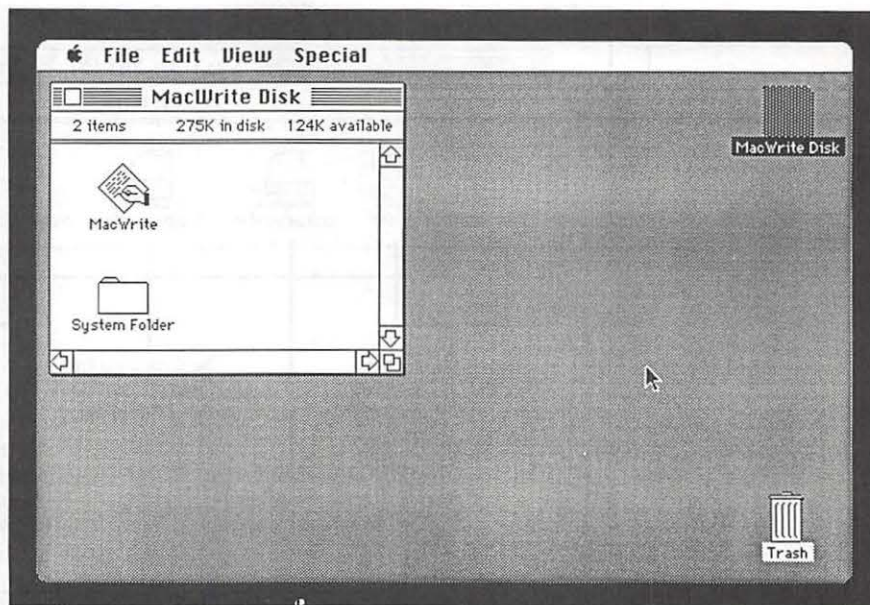 File Edit View Special
MacWrite Disk
2 items 275K in disk 124K available
MacWrite
System Folder
MacWrite Disk
Trash